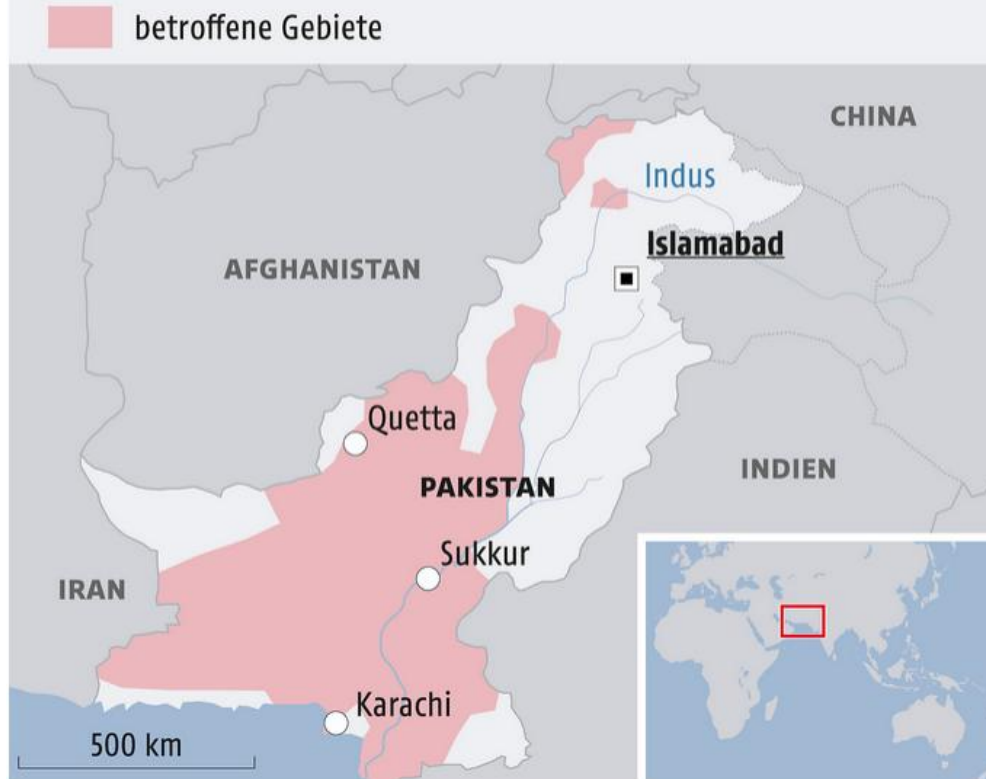 betroffene Gebiete
CHINA
Indus
Islamabad
AFGHANISTAN
Quetta
PAKISTAN
INDIEN
Sukkur
IRAN
Karachi
500 km